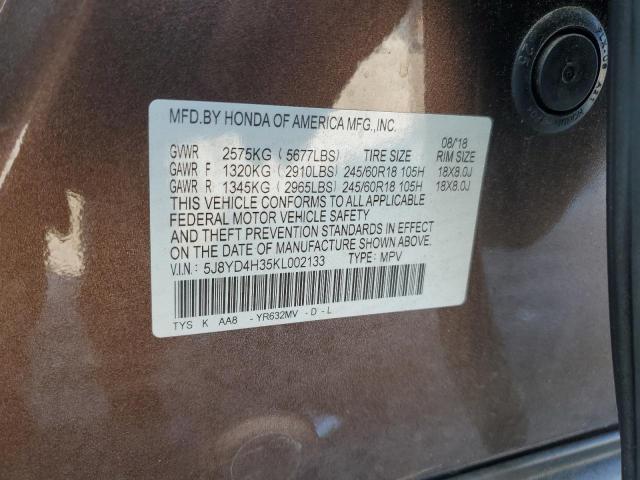 MFD.BY HONDA OF AMERICA MFG.,INC.
08/18
GVWR 2575KG (5677LBS) TIRE SIZE RIM SIZE
GAWR F 1320KG (2910LBS) 245/60R18 105H 18X8.0J
GAWR R 1345KG (2965LBS) 245/60R18 105H 18X8.0J
THIS VEHICLE CONFORMS TO ALL APPLICABLE
FEDERAL MOTOR VEHICLE SAFETY
AND THEFT PREVENTION STANDARDS IN EFFECT
ON THE DATE OF MANUFACTURE SHOWN ABOVE.
V.I.N.: 5J8YD4H35KL002133 TYPE: MPV
TYS K AA8 - YR632MV - D - L